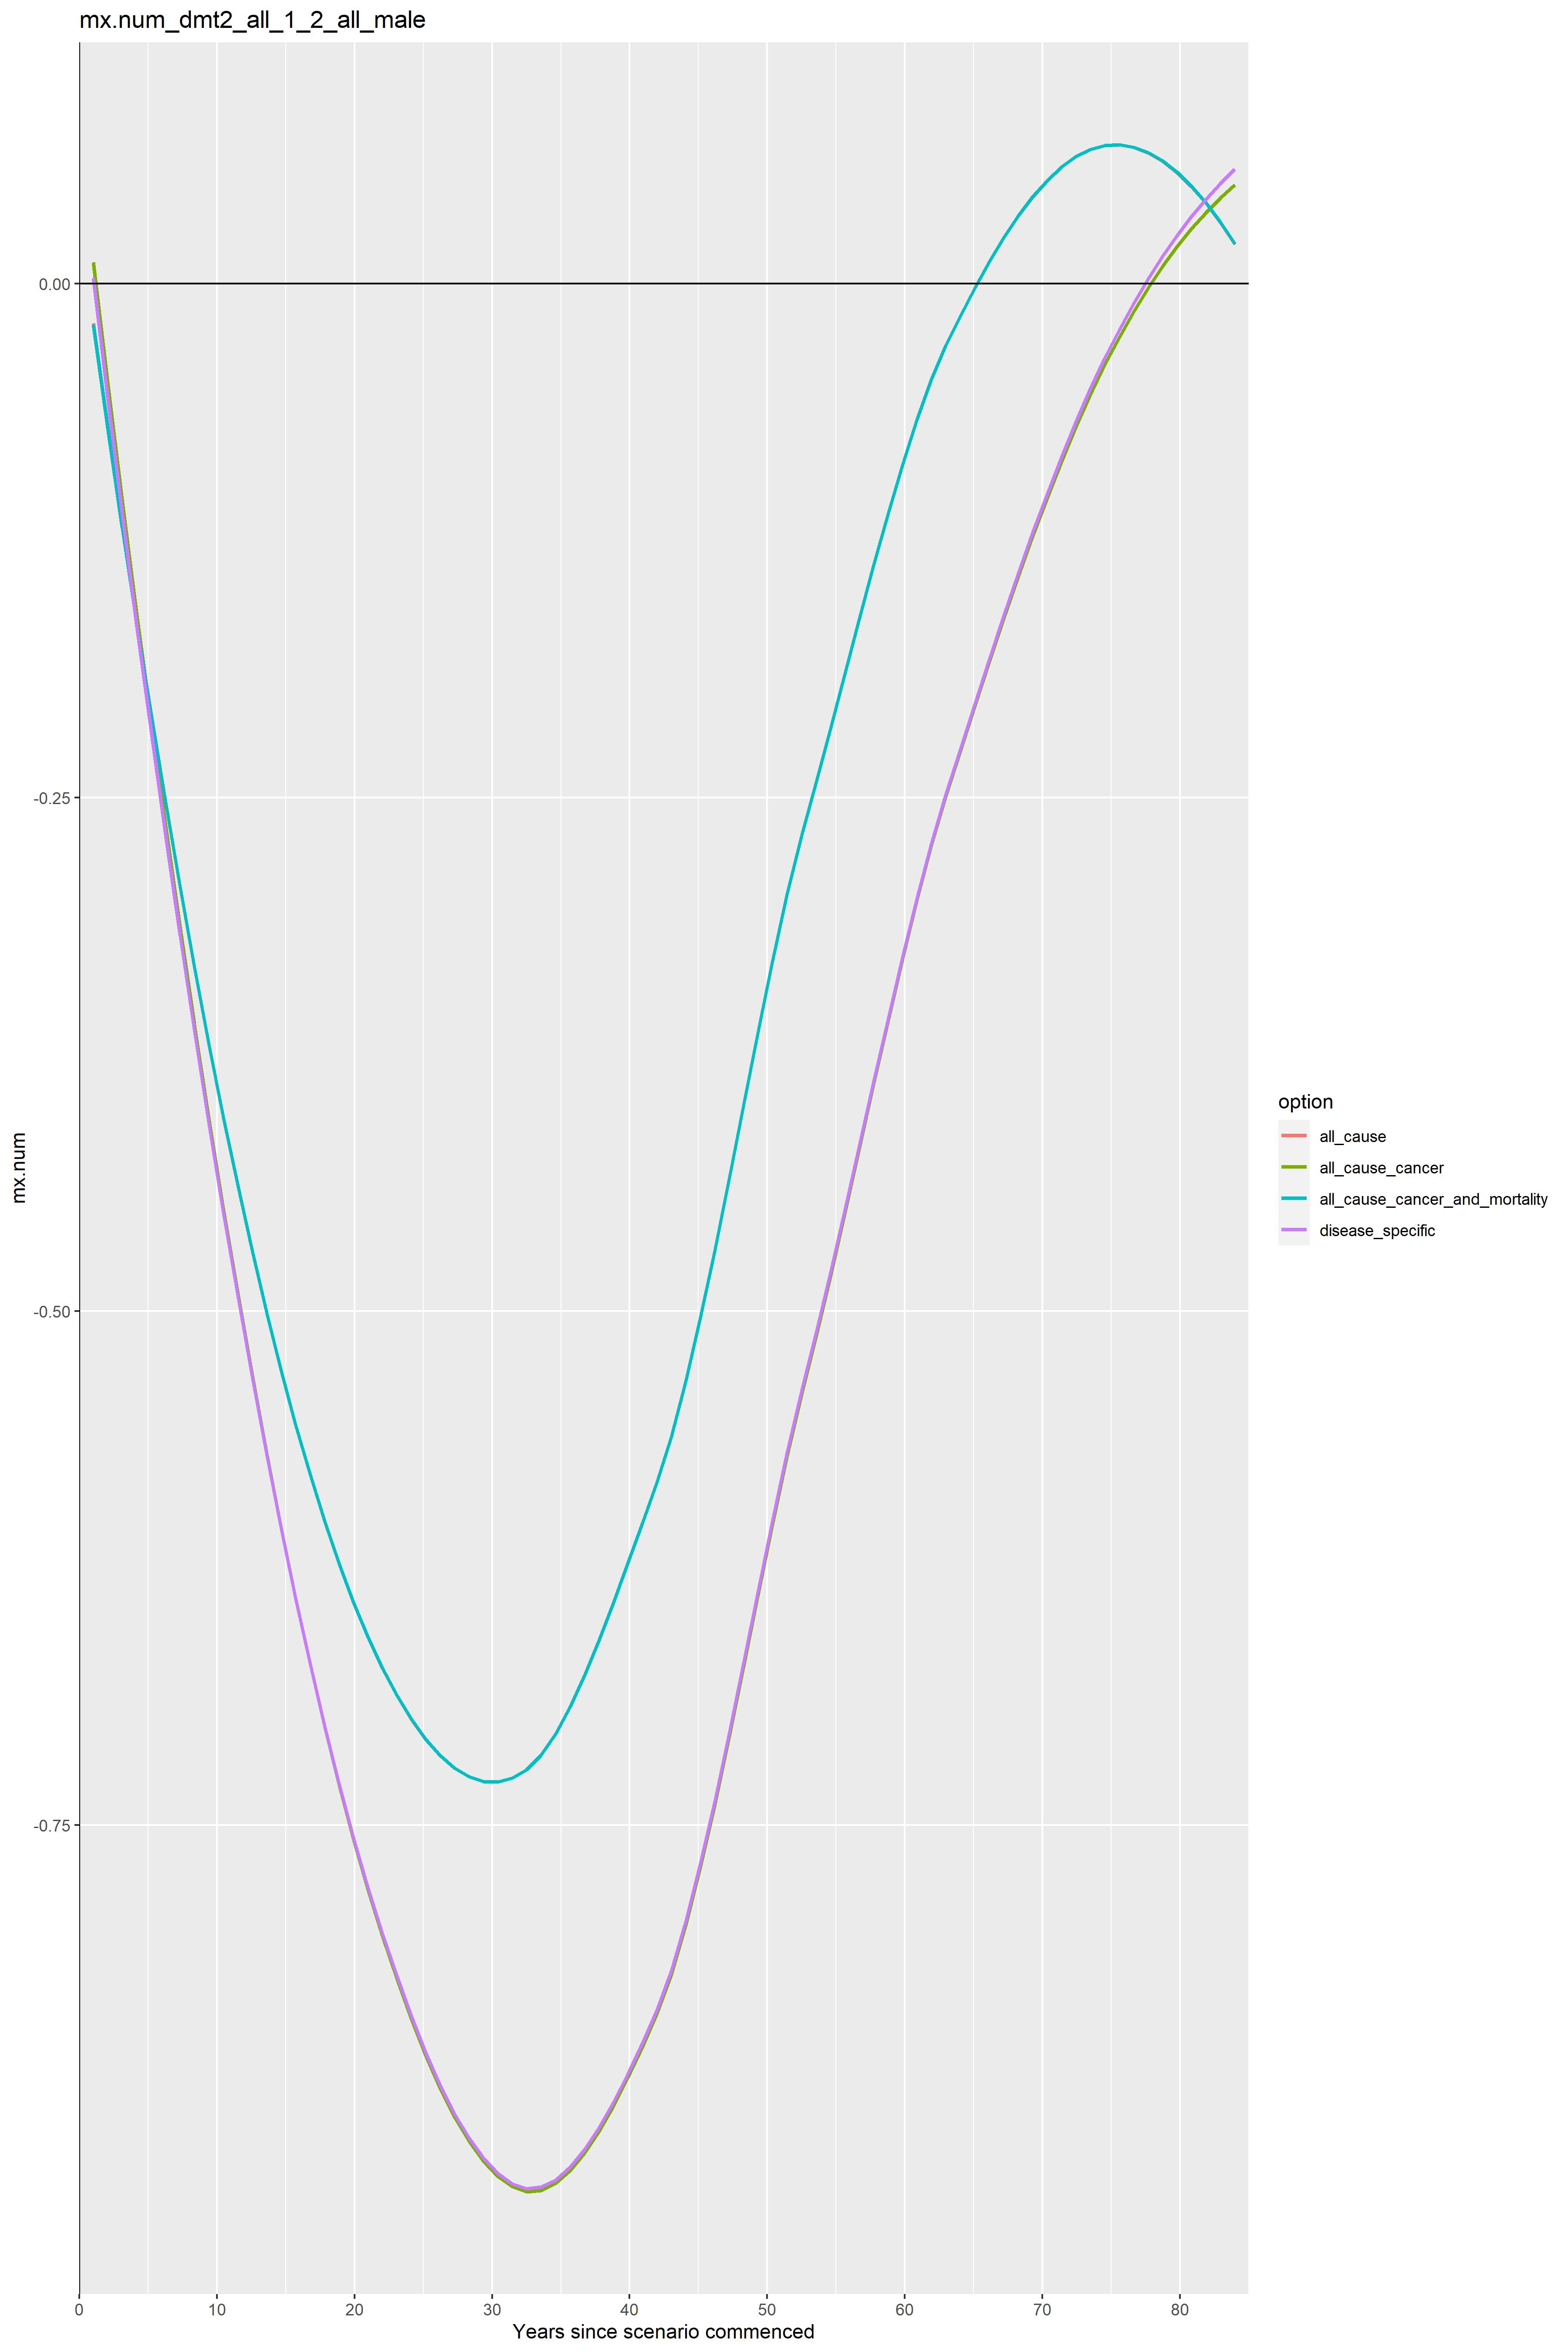 mx.num_dmt2_all_1_2_all_male
0.00
-0.25
-0.50
-0.75
mx.num
0 10 20 30 40 50 60 70 80
Years since scenario commenced
option
all_cause
all_cause_cancer
all_cause_cancer_and_mortality
disease_specific